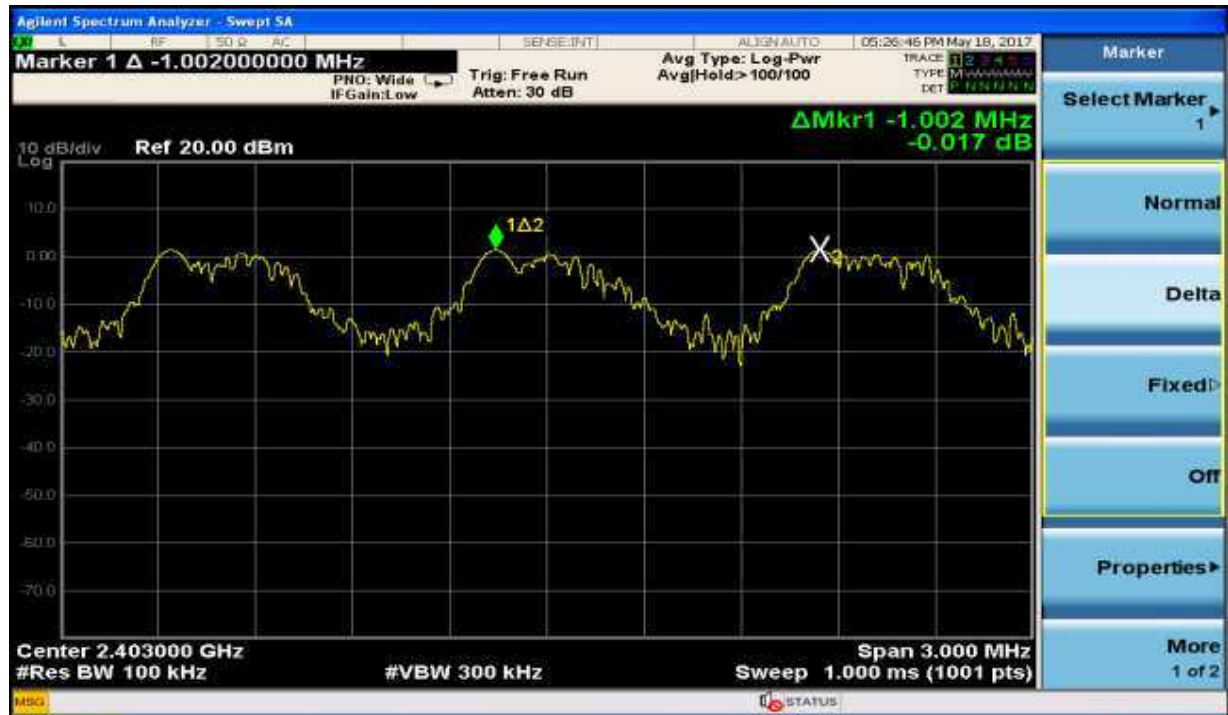 Agilent Spectrum Analyzer - Swept SA
L RF 50 Ω AC SENSE:INT ALIGN AUTO 05:26:46 PM May 18, 2017
Marker 1 Δ -1.002000000 MHz
PNO: Wide
IFGain:Low
Trig: Free Run
Atten: 30 dB
Avg Type: Log-Pwr
Avg|Hold:> 100/100
TRACE 1 2 3 4 5 6
TYPE M
DET P N N N N N
ΔMkr1 -1.002 MHz
-0.017 dB
10 dB/div Ref 20.00 dBm
Log
10.0
0.00
-10.0
-20.0
-30.0
-40.0
-50.0
-60.0
-70.0
1Δ2
2
Center 2.403000 GHz Span 3.000 MHz
#Res BW 100 kHz #VBW 300 kHz Sweep 1.000 ms (1001 pts)
MSG STATUS
Marker
Select Marker
1
Normal
Delta
Fixed
Off
Properties
More
1 of 2